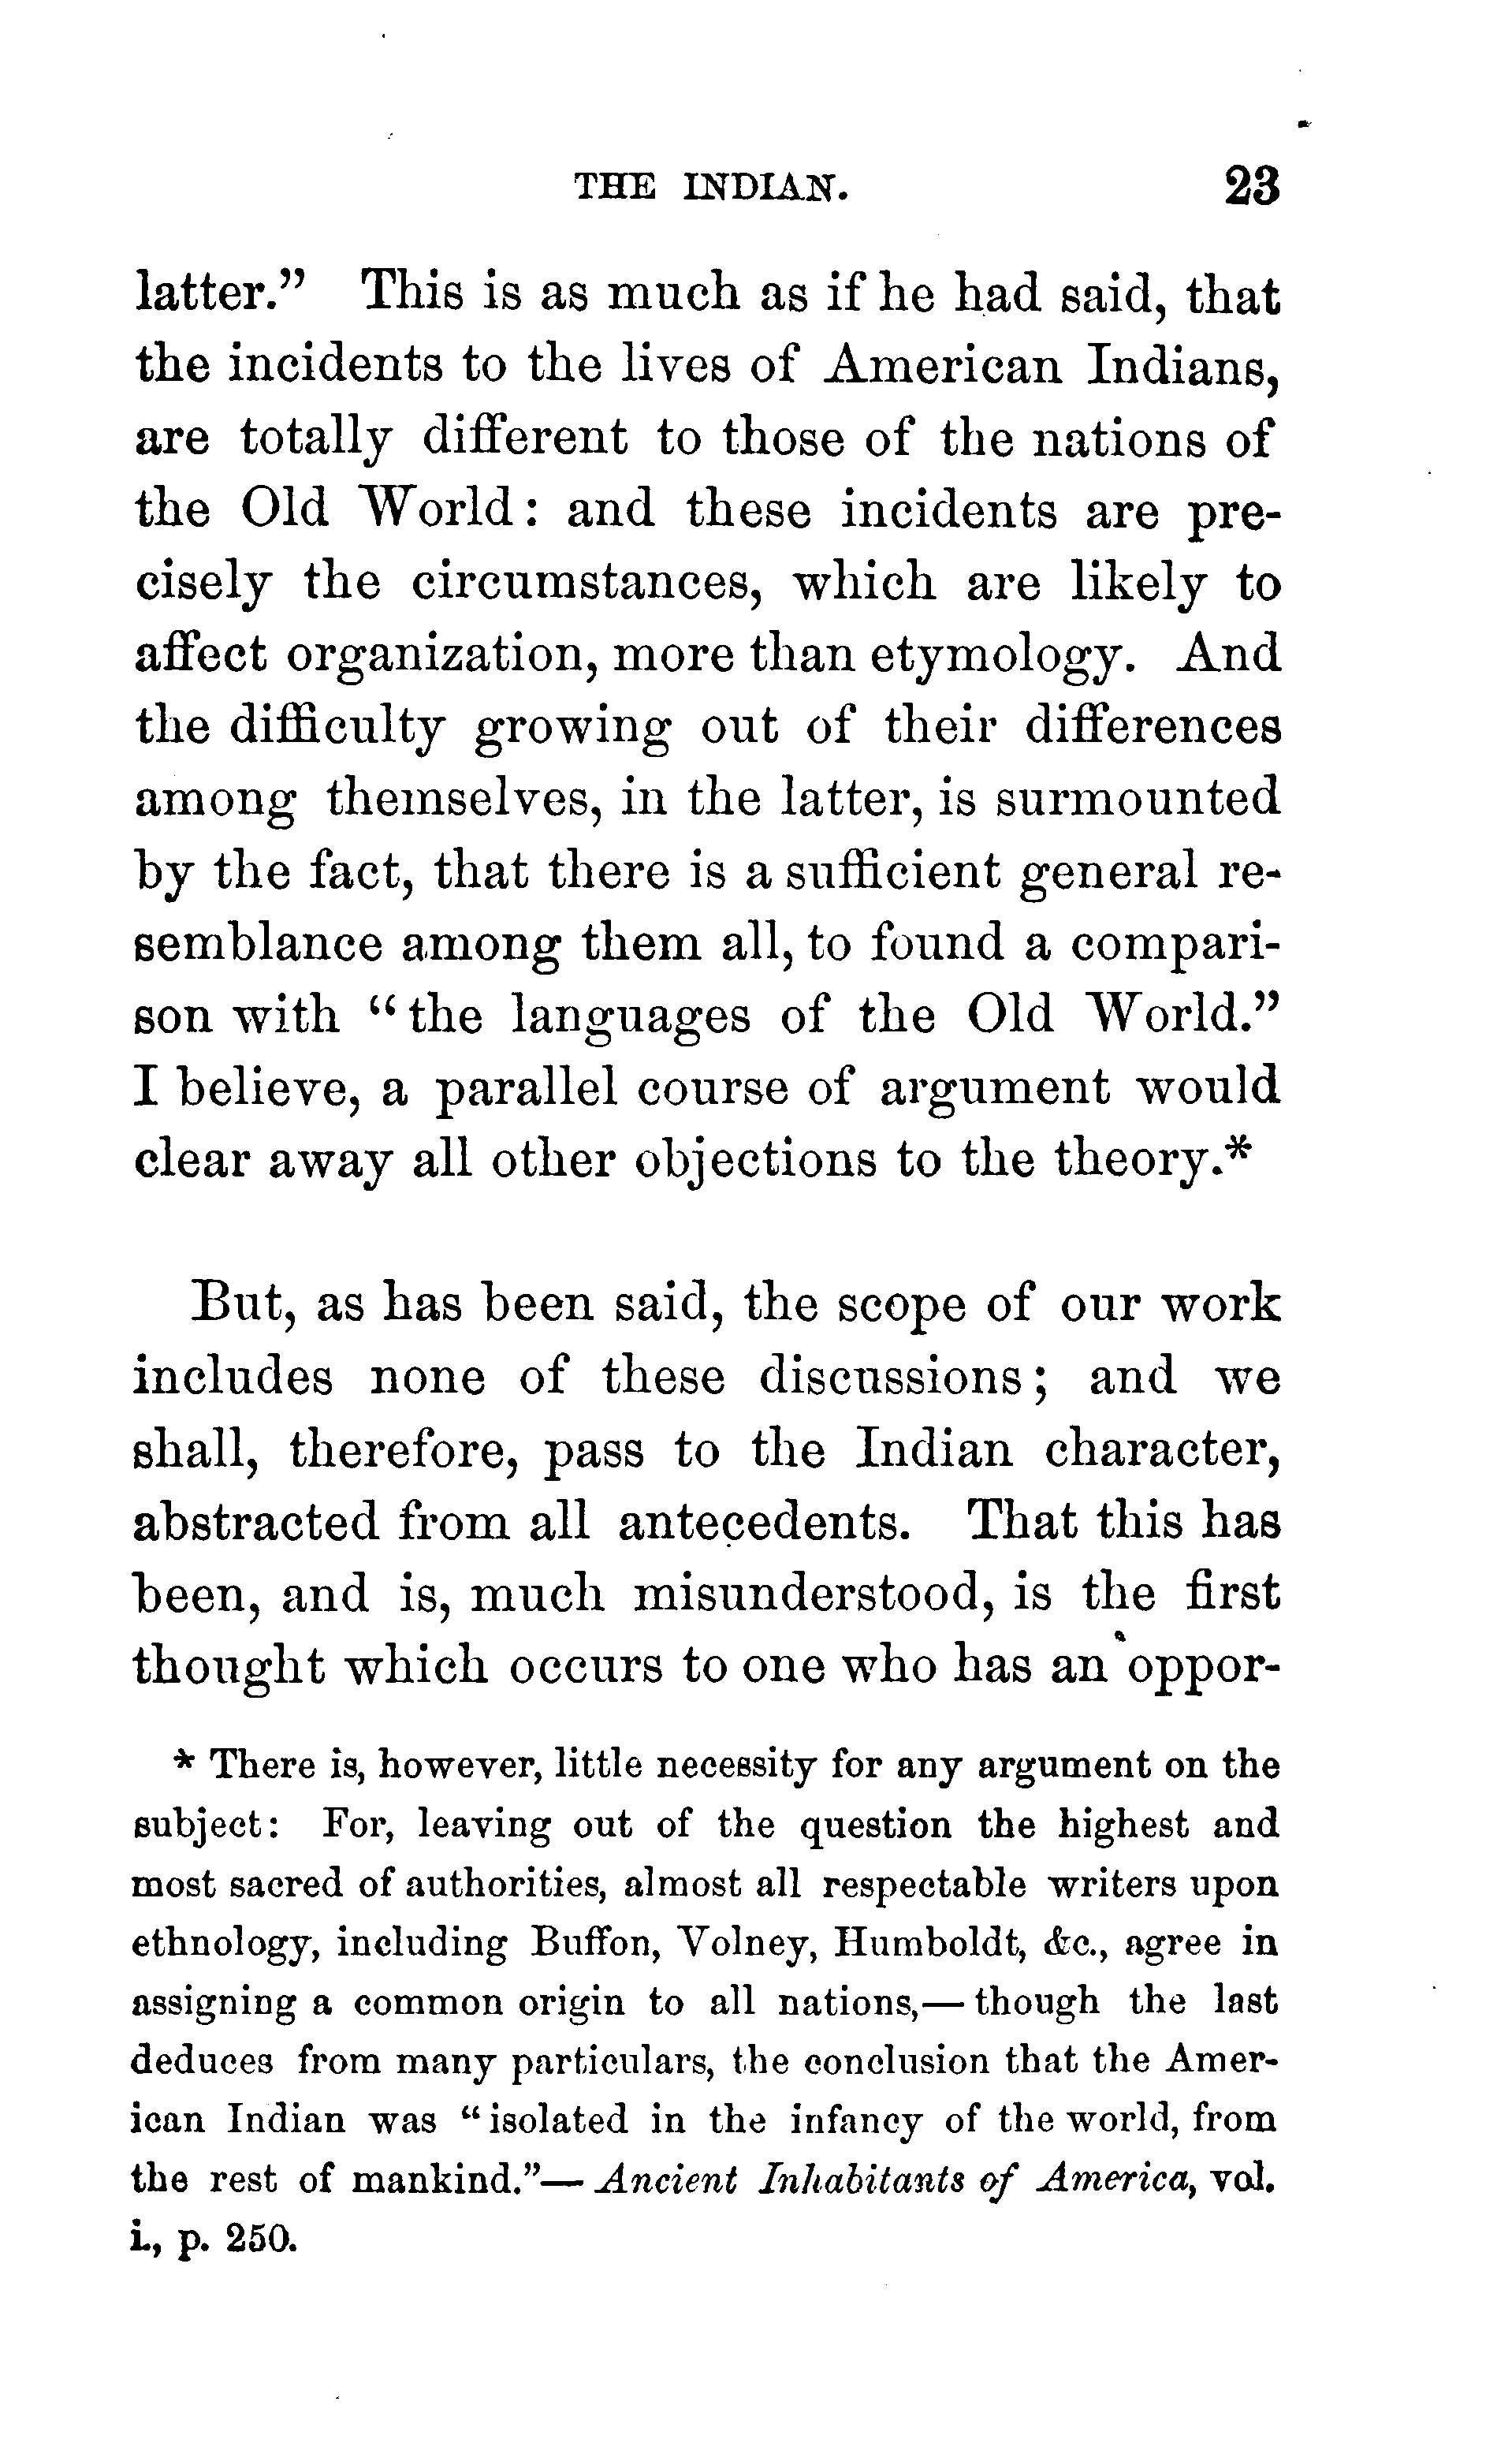 THE INDIAN. 23
latter.” This is as much as if he had said, that
the incidents to the lives of American Indians,
are totally different to those of the nations of
the Old World: and these incidents are pre-
cisely the circumstances, which are likely to
affect organization, more than etymology. And
the difficulty growing out of their differences
among themselves, in the latter, is surmounted
by the fact, that there is a sufficient general re-
semblance among them all, to found a compari-
son with “the languages of the Old World.”
I believe, a parallel course of argument would
clear away all other objections to the theory.*
But, as has been said, the scope of our work
includes none of these discussions; and we
shall, therefore, pass to the Indian character,
abstracted from all antecedents. That this has
been, and is, much misunderstood, is the first
thought which occurs to one who has an oppor-
* There is, however, little necessity for any argument on the
subject: For, leaving out of the question the highest and
most sacred of authorities, almost all respectable writers upon
ethnology, including Buffon, Volney, Humboldt, &c., agree in
assigning a common origin to all nations,—though the last
deduces from many particulars, the conclusion that the Amer-
ican Indian was “isolated in the infancy of the world, from
the rest of mankind.”—Ancient Inhabitants of America, vol.
i., p. 250.